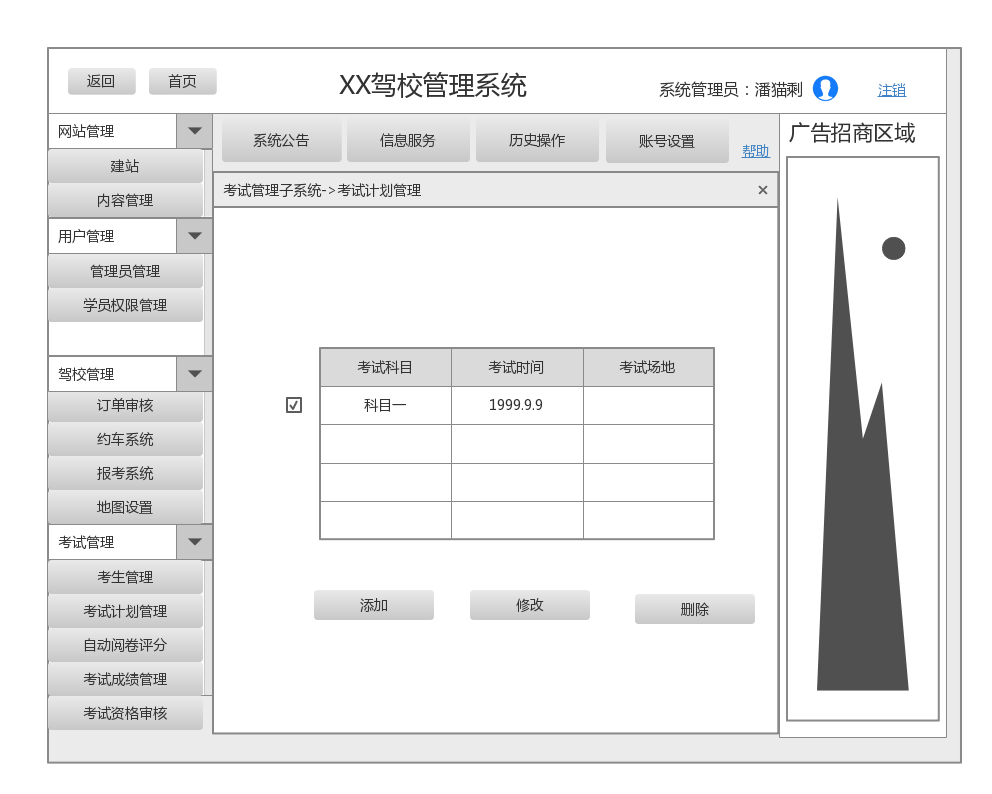 返回 首页 XX驾校管理系统 系统管理员：潘猫剩 注销
网站管理
建站
内容管理
用户管理
管理员管理
学员权限管理
驾校管理
订单审核
约车系统
报考系统
地图设置
考试管理
考生管理
考试计划管理
自动阅卷评分
考试成绩管理
考试资格审核
系统公告 信息服务 历史操作 账号设置 帮助
考试管理子系统->考试计划管理 ×
考试科目 考试时间 考试场地
科目一 1999.9.9
添加 修改 删除
广告招商区域